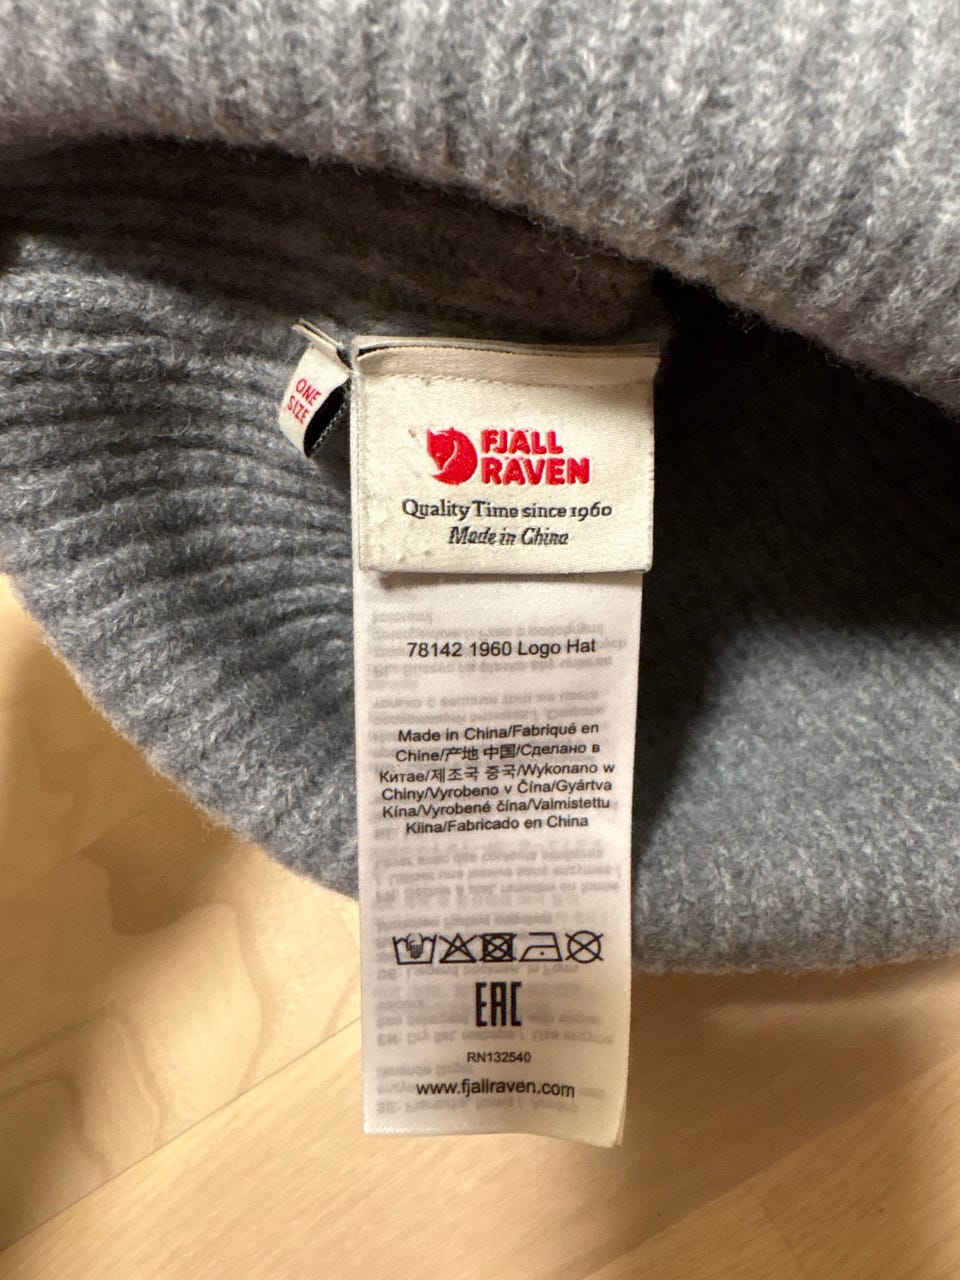 ONE
SIZE
FJÄLL
RÄVEN
Quality Time since 1960
Made in China
78142 1960 Logo Hat
Made in China/Fabriqué en
Chine/产地 中国/Сделано в
Китае/제조국 중국/Wykonano w
Chiny/Vyrobeno v Čína/Gyártva
Kína/Vyrobené čína/Valmistettu
Kiina/Fabricado en China
EAC
RN132540
www.fjallraven.com